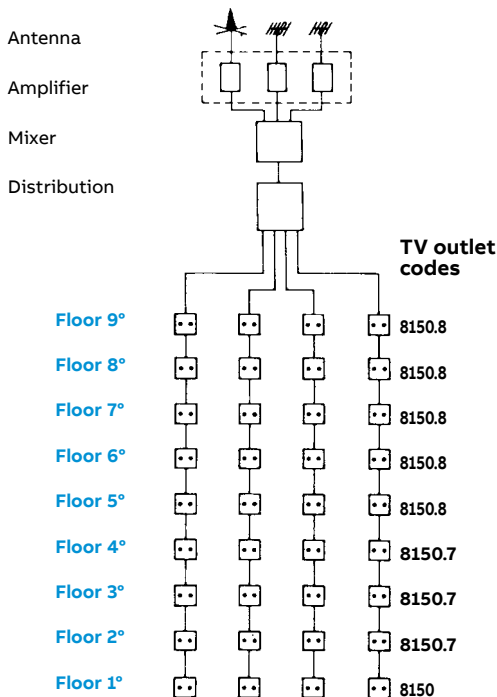 Antenna
Amplifier
Mixer
Distribution
TV outlet
codes
Floor 9° 8150.8
Floor 8° 8150.8
Floor 7° 8150.8
Floor 6° 8150.8
Floor 5° 8150.8
Floor 4° 8150.7
Floor 3° 8150.7
Floor 2° 8150.7
Floor 1° 8150